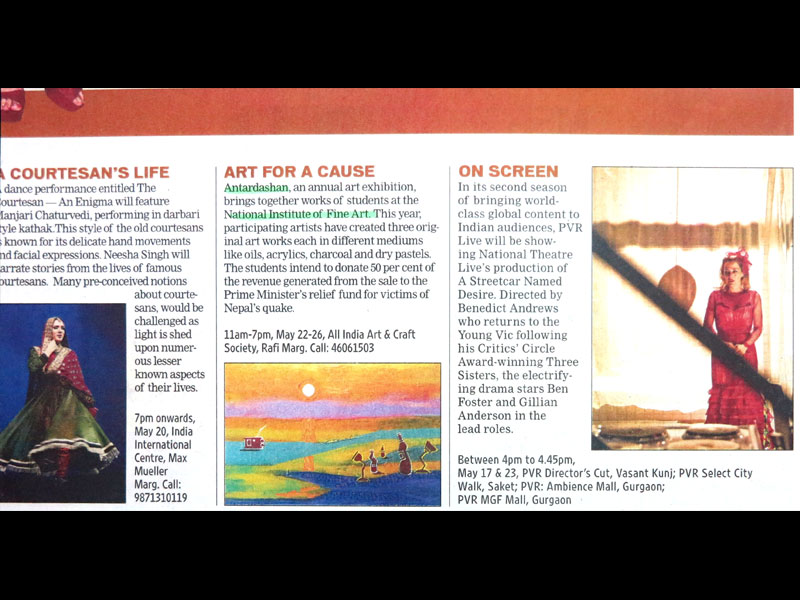 A COURTESAN'S LIFE
dance performance entitled The
Courtesan — An Enigma will feature
Manjari Chaturvedi, performing in darbari
style kathak.This style of the old courtesans
is known for its delicate hand movements
and facial expressions. Neesha Singh will
narrate stories from the lives of famous
courtesans. Many pre-conceived notions
about courte-
sans, would be
challenged as
light is shed
upon numer-
ous lesser
known aspects
of their lives.
7pm onwards,
May 20, India
International
Centre, Max
Mueller
Marg. Call:
9871310119
ART FOR A CAUSE
Antardashan, an annual art exhibition,
brings together works of students at the
National Institute of Fine Art. This year,
participating artists have created three orig-
inal art works each in different mediums
like oils, acrylics, charcoal and dry pastels.
The students intend to donate 50 per cent of
the revenue generated from the sale to the
Prime Minister's relief fund for victims of
Nepal's quake.
11am-7pm, May 22-26, All India Art & Craft
Society, Rafi Marg. Call: 46061503
ON SCREEN
In its second season
of bringing world-
class global content to
Indian audiences, PVR
Live will be show-
ing National Theatre
Live's production of
A Streetcar Named
Desire. Directed by
Benedict Andrews
who returns to the
Young Vic following
his Critics' Circle
Award-winning Three
Sisters, the electrify-
ing drama stars Ben
Foster and Gillian
Anderson in the
lead roles.
Between 4pm to 4.45pm,
May 17 & 23, PVR Director's Cut, Vasant Kunj; PVR Select City
Walk, Saket; PVR: Ambience Mall, Gurgaon;
PVR MGF Mall, Gurgaon